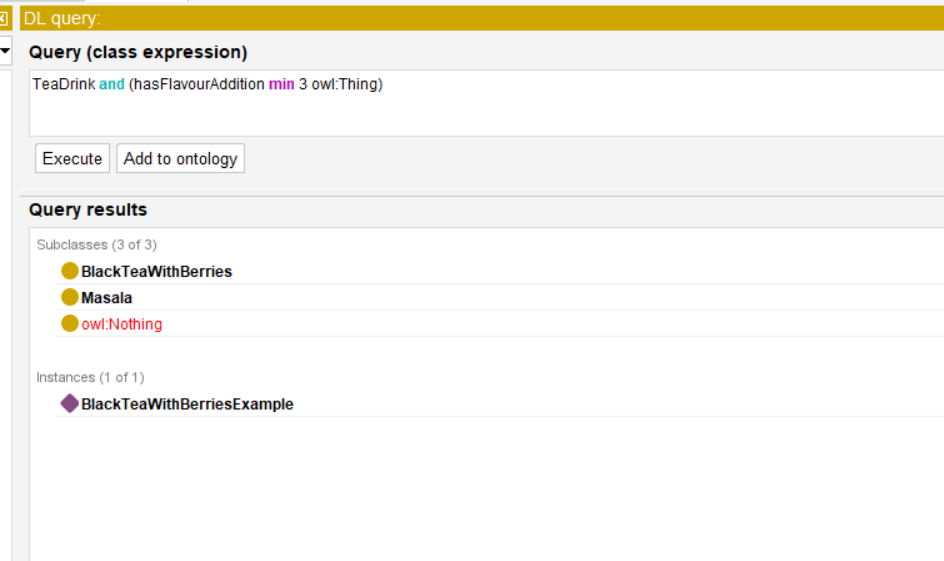 DL query:
Query (class expression)
TeaDrink and (hasFlavourAddition min 3 owl:Thing)
Execute Add to ontology
Query results
Subclasses (3 of 3)
BlackTeaWithBerries
Masala
owl:Nothing
Instances (1 of 1)
BlackTeaWithBerriesExample